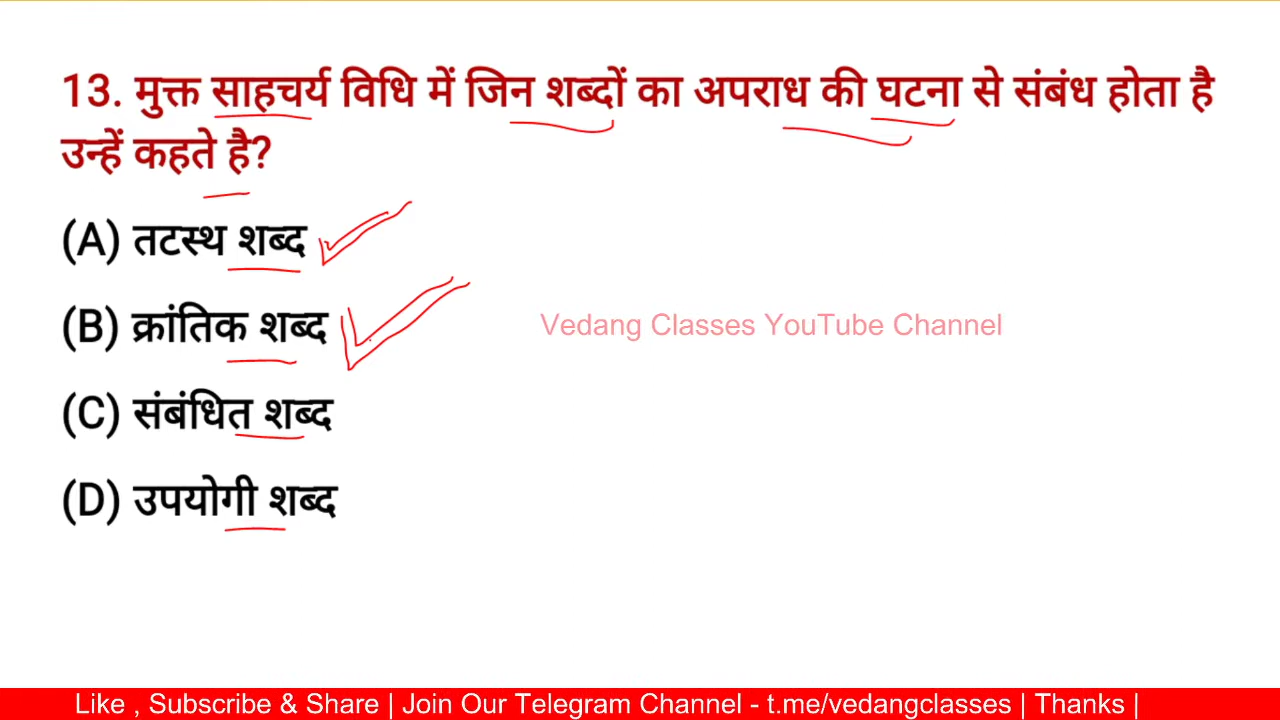 13. मुक्त साहचर्य विधि में जिन शब्दों का अपराध की घटना से संबंध होता है
उन्हें कहते है?
(A) तटस्थ शब्द
(B) क्रांतिक शब्द
Vedang Classes YouTube Channel
(C) संबंधित शब्द
(D) उपयोगी शब्द
Like , Subscribe & Share | Join Our Telegram Channel - t.me/vedangclasses | Thanks |